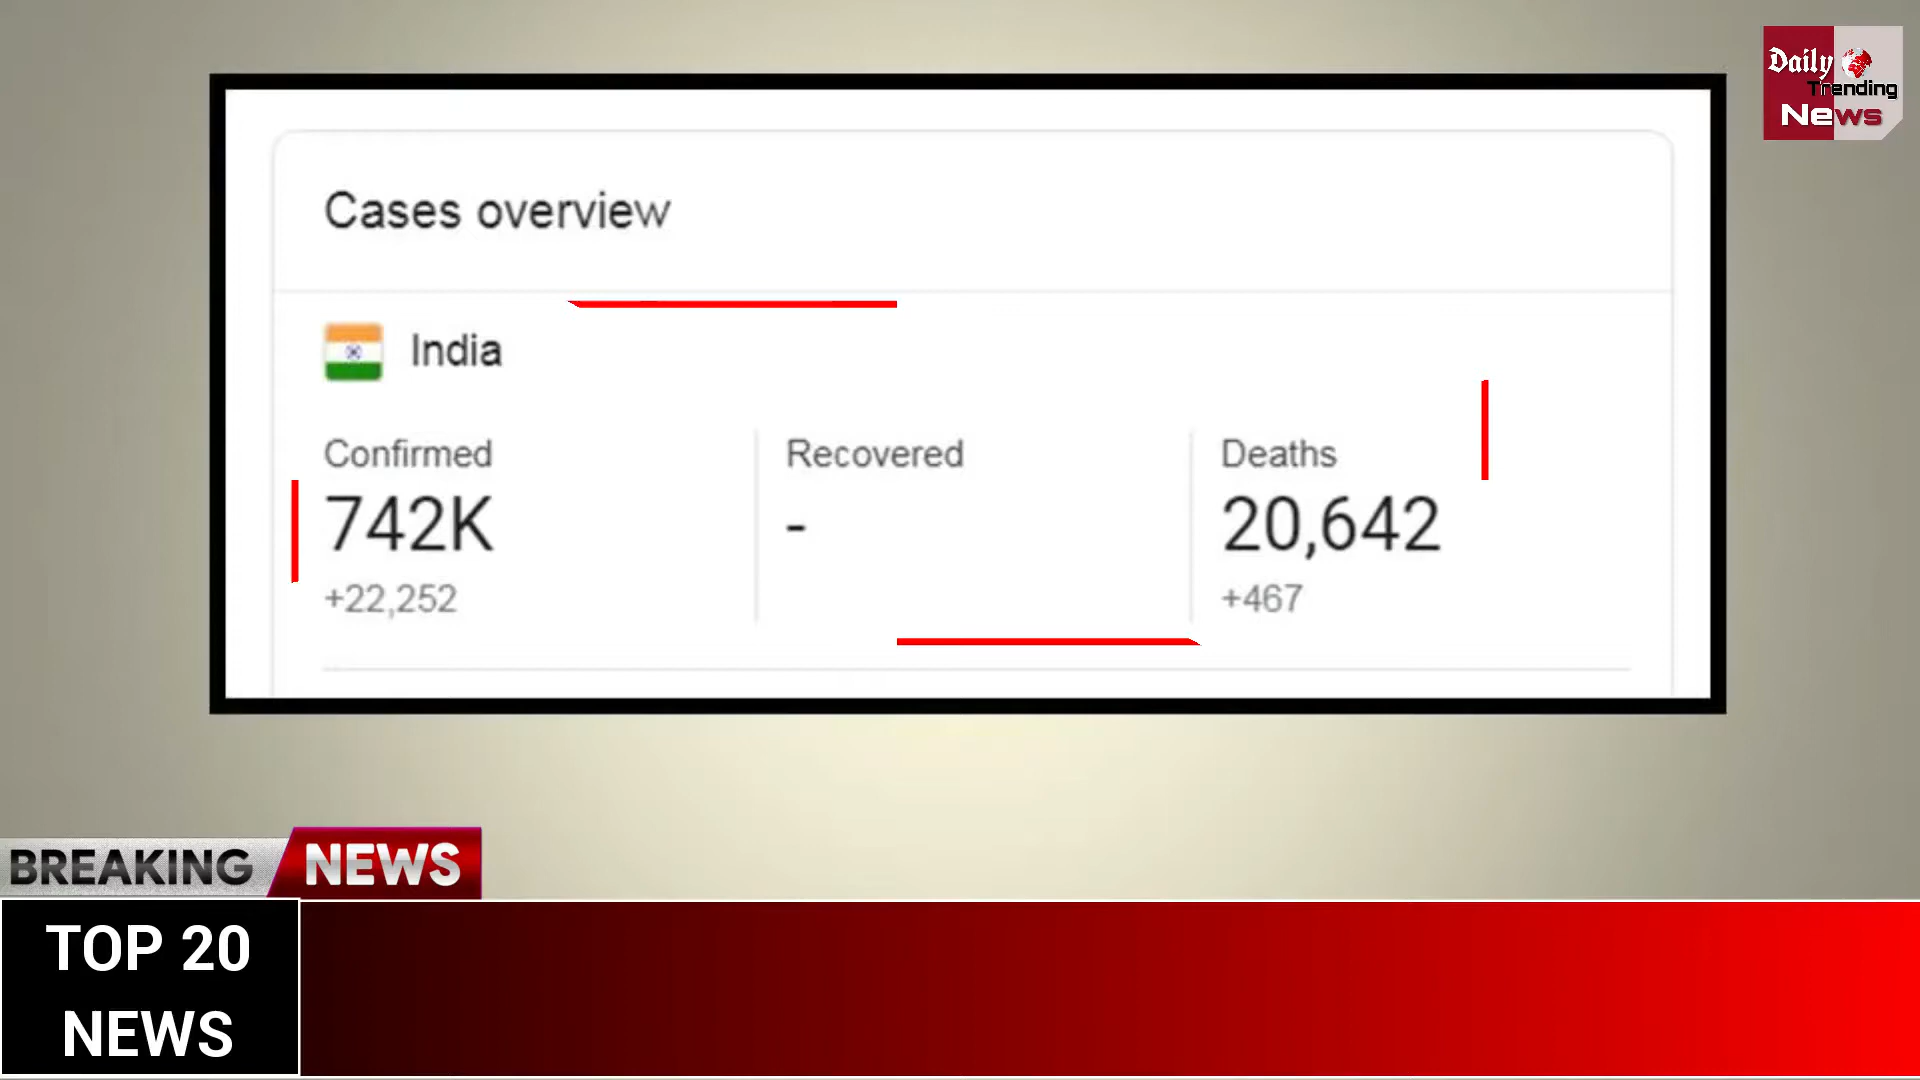 Daily
Trending
News
Cases overview
India
Confirmed
742K
+22,252
Recovered
-
Deaths
20,642
+467
BREAKING NEWS
TOP 20
NEWS